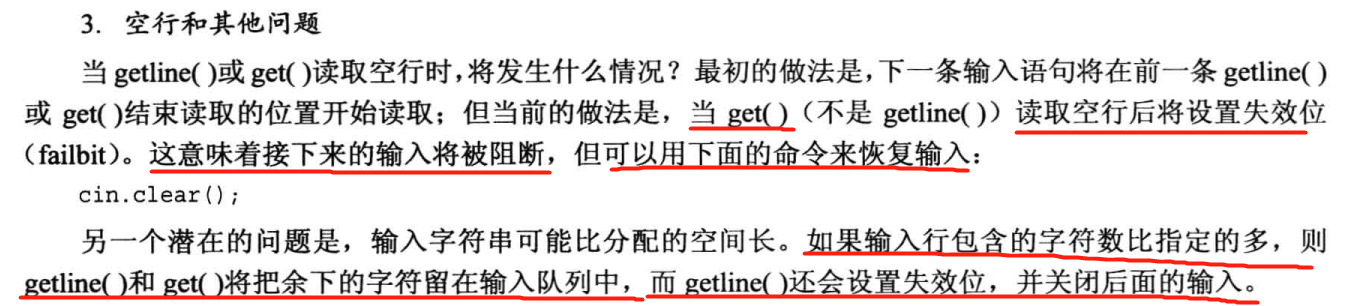 3. 空行和其他问题
当 getline( )或 get( )读取空行时，将发生什么情况？最初的做法是，下一条输入语句将在前一条 getline( )
或 get( )结束读取的位置开始读取；但当前的做法是，当 get( )（不是 getline( )）读取空行后将设置失效位
（failbit）。这意味着接下来的输入将被阻断，但可以用下面的命令来恢复输入：
cin.clear();
另一个潜在的问题是，输入字符串可能比分配的空间长。如果输入行包含的字符数比指定的多，则
getline( )和 get( )将把余下的字符留在输入队列中，而 getline( )还会设置失效位，并关闭后面的输入。